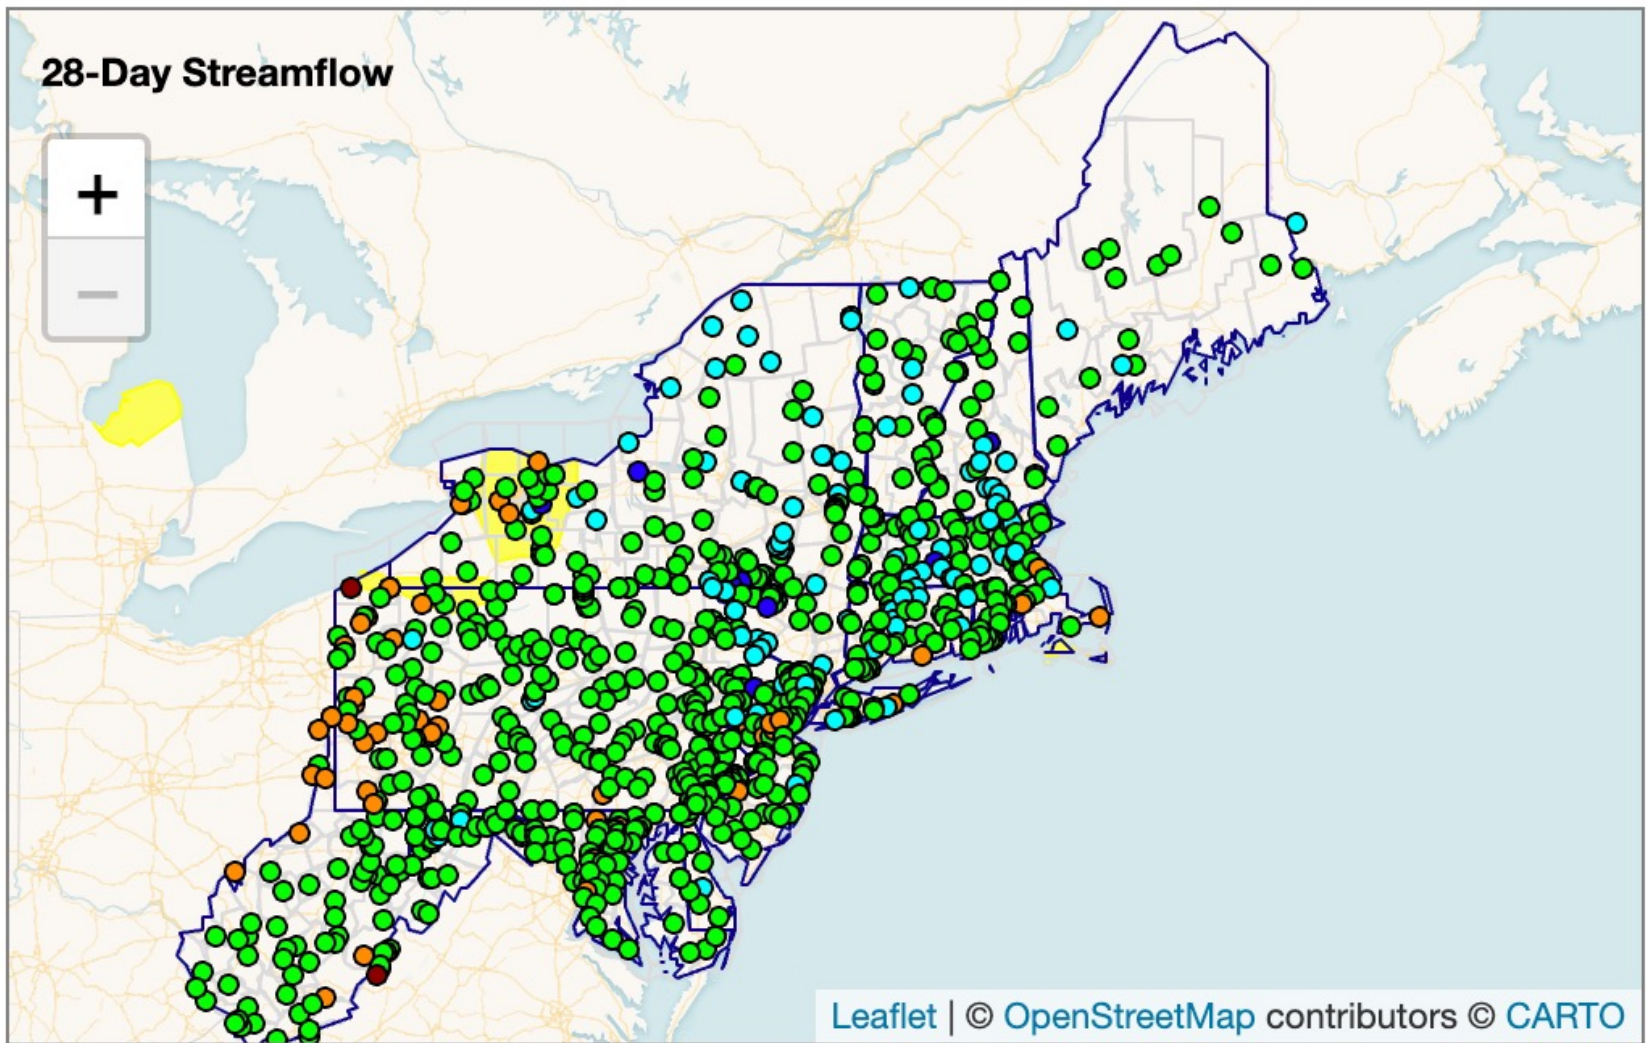 28-Day Streamflow
+
−
Leaflet | © OpenStreetMap contributors © CARTO